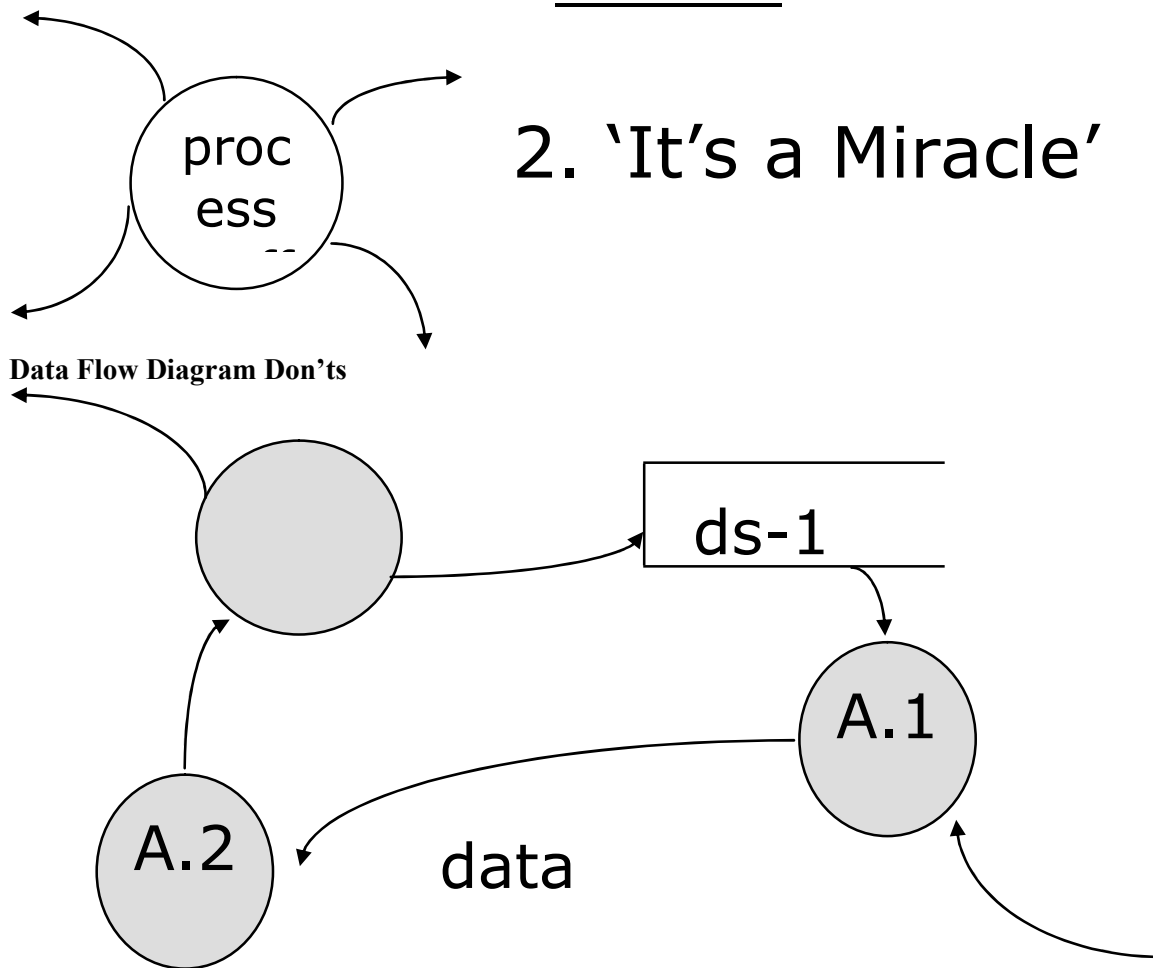 proc
ess
2. ‘It’s a Miracle’
Data Flow Diagram Don’ts
ds-1
A.1
A.2
data